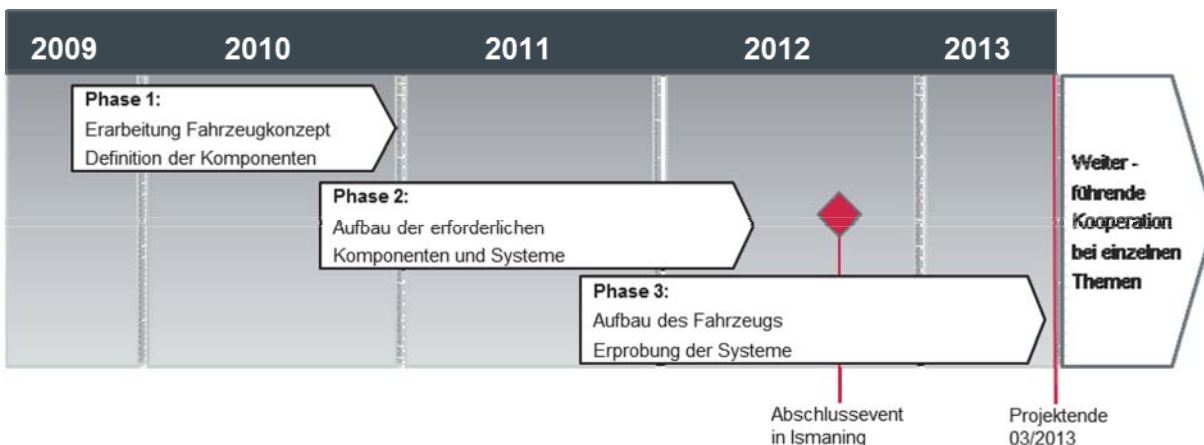 2009 2010 2011 2012 2013
Phase 1:
Erarbeitung Fahrzeugkonzept
Definition der Komponenten
Phase 2:
Aufbau der erforderlichen
Komponenten und Systeme
Phase 3:
Aufbau des Fahrzeugs
Erprobung der Systeme
Weiter -
führende
Kooperation
bei einzelnen
Themen
Abschlussevent
in Ismaning
Projektende
03/2013